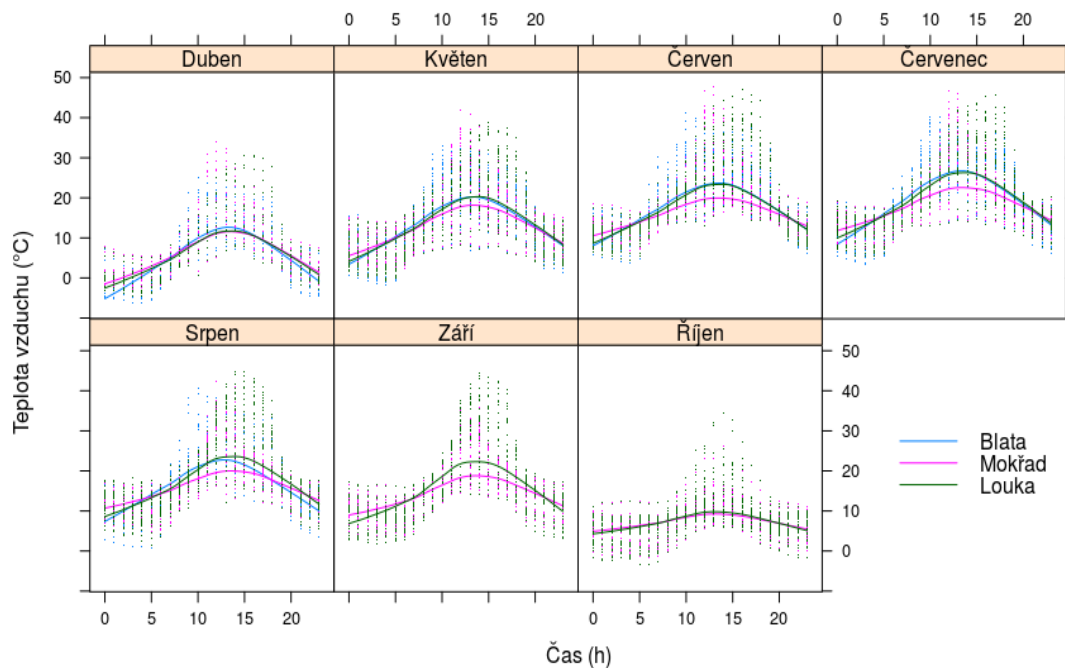 0 5 10 15 20 0 5 10 15 20
Duben Květen Červen Červenec
50
40
30
20
10
0
Srpen Září Říjen
50
40
30
20
10
0
Teplota vzduchu (°C)
Blata
Mokřad
Louka
0 5 10 15 20 0 5 10 15 20
Čas (h)